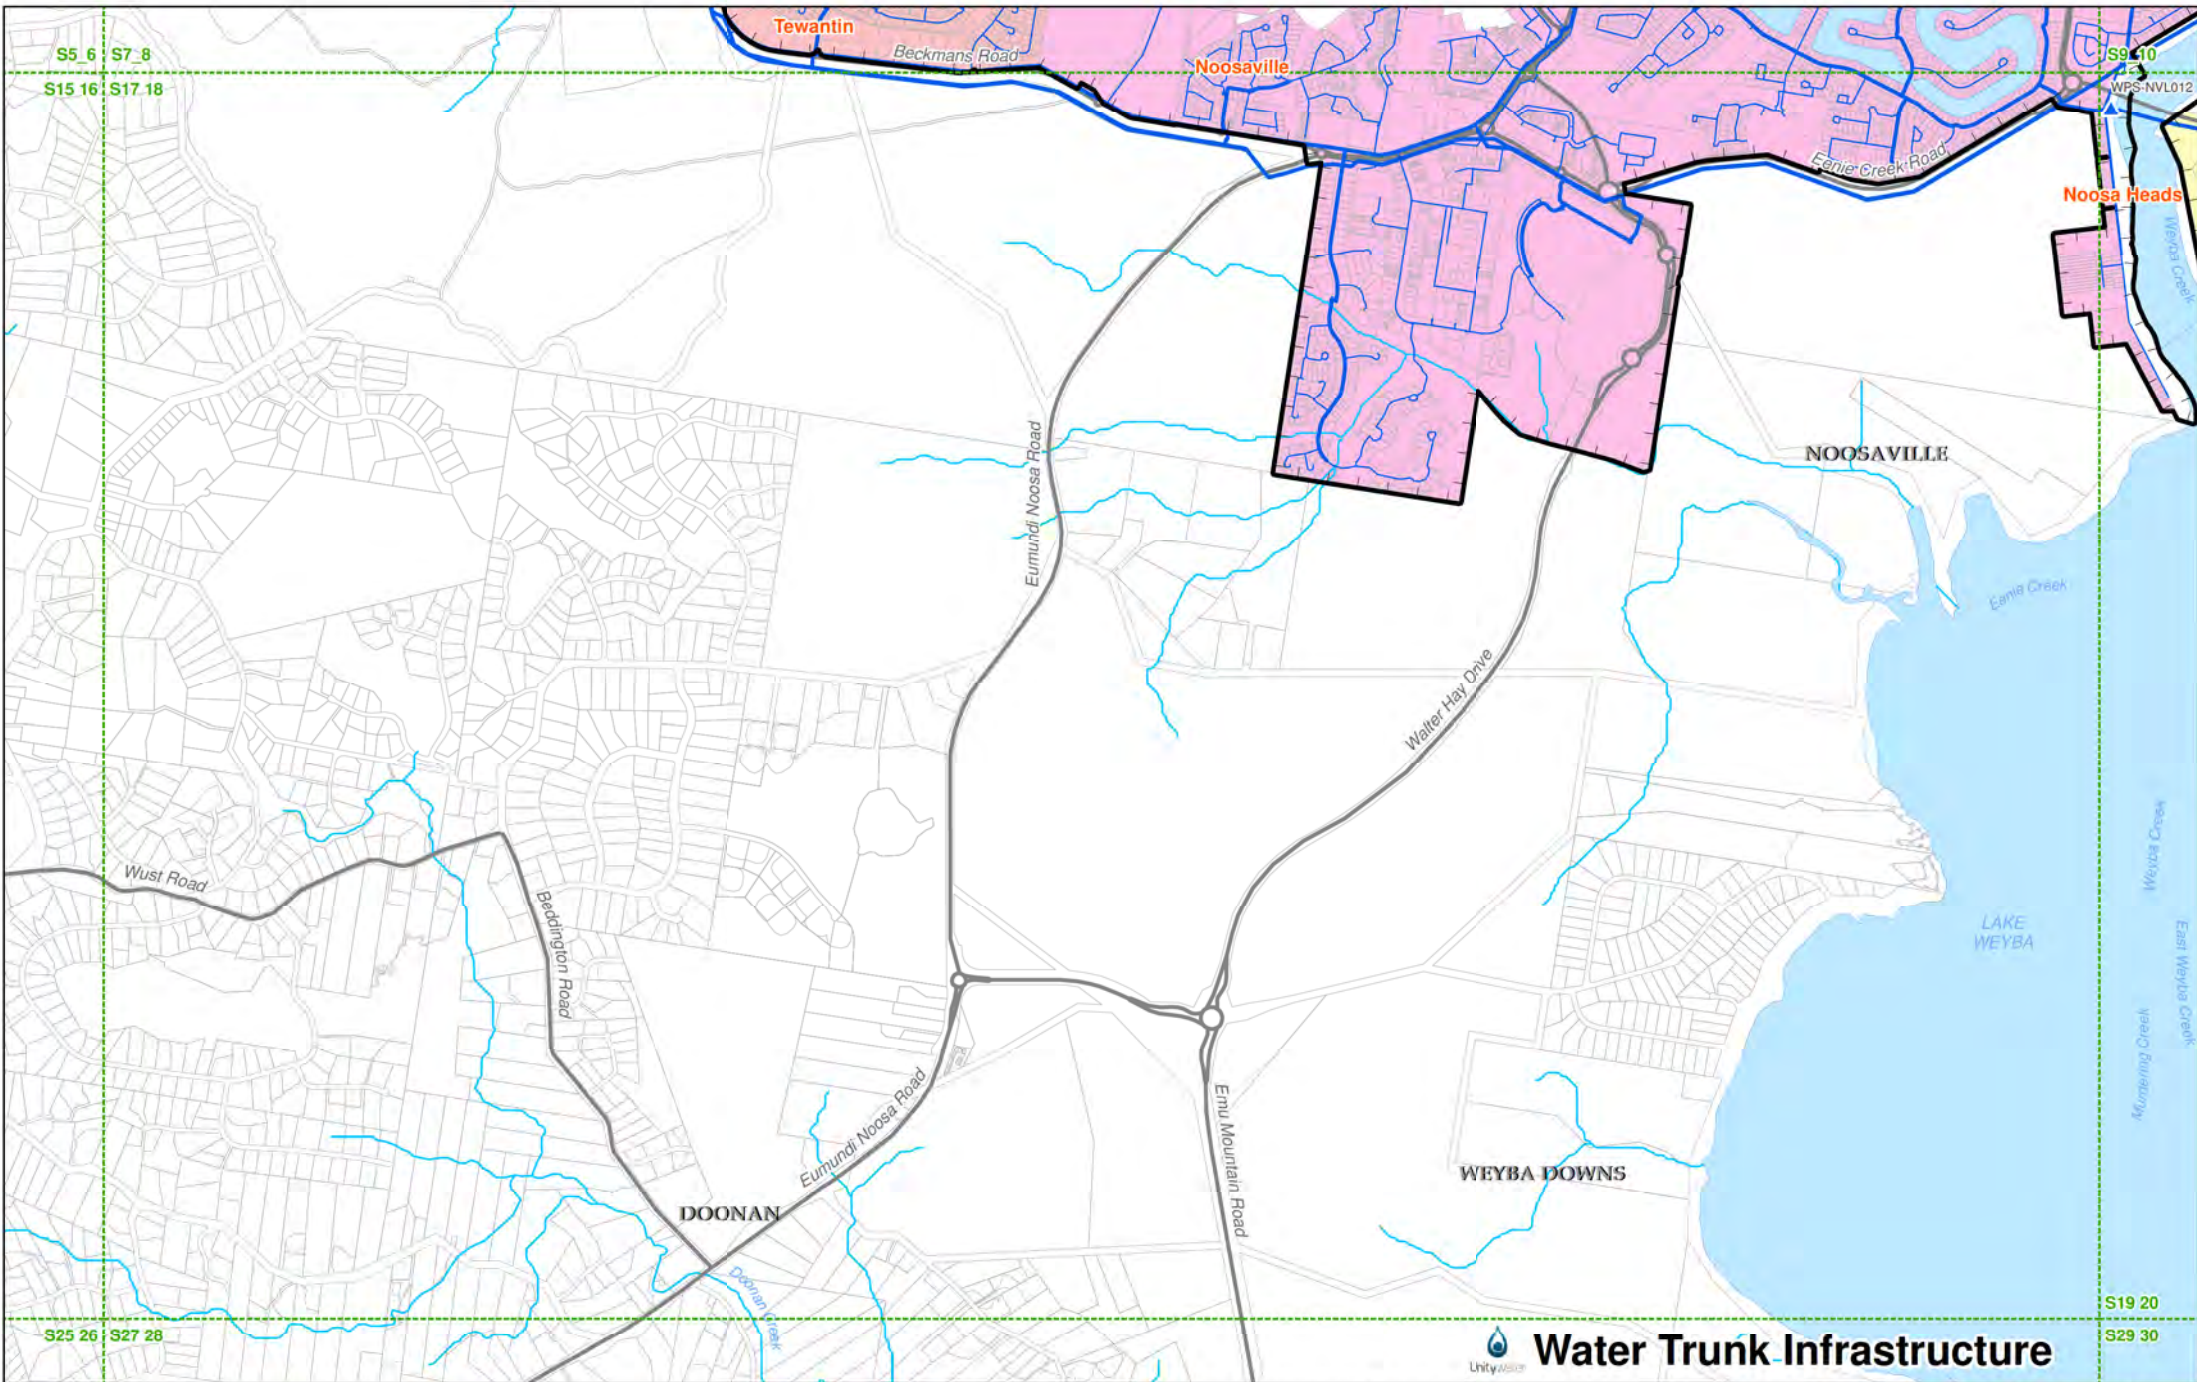 Tewantin
Beckmans Road
Noosaville
S5_6
S7_8
S9_10
S15 16
S17 18
WPS-NVL012
Eenie Creek Road
Noosa Heads
Weyba Creek
Eumundi Noosa Road
NOOSAVILLE
Eenie Creek
Walter Hay Drive
Wust Road
Beddington Road
Weyba Creek
LAKE
WEYBA
East Weyba Creek
Murdering Creek
Eumundi Noosa Road
Emu Mountain Road
WEYBA DOWNS
DOONAN
Doonan Creek
S19 20
S25 26
S27 28
S29 30
Unitywater
Water Trunk Infrastructure